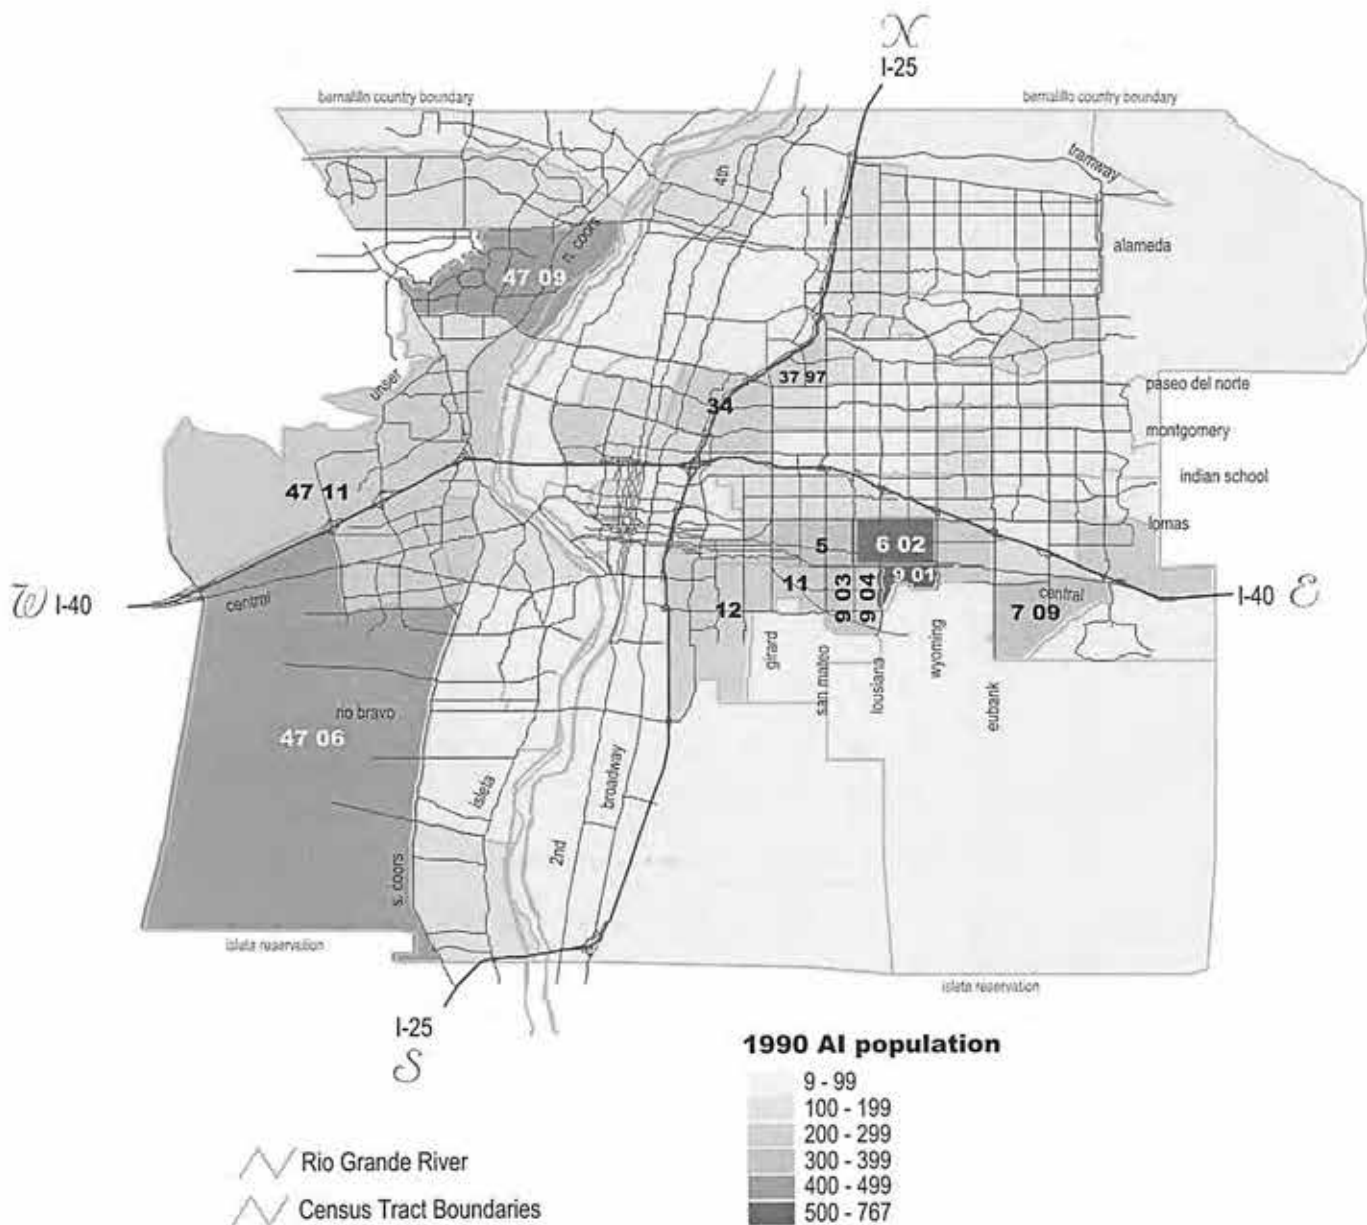 N
I-25
bernalillo country boundary
bernalillo country boundary
tramway
4th
n. coors
alameda
47 09
unser
37 97
paseo del norte
34
montgomery
indian school
47 11
lomas
5
6 02
9 01
W I-40
central
11
9 03
9 04
12
central
7 09
I-40 E
girard
san mateo
lousiana
wyoming
eubank
rio bravo
47 06
isleta
broadway
2nd
s. coors
isleta reservation
isleta reservation
I-25
S
1990 AI population
9 - 99
100 - 199
200 - 299
300 - 399
400 - 499
500 - 767
Rio Grande River
Census Tract Boundaries